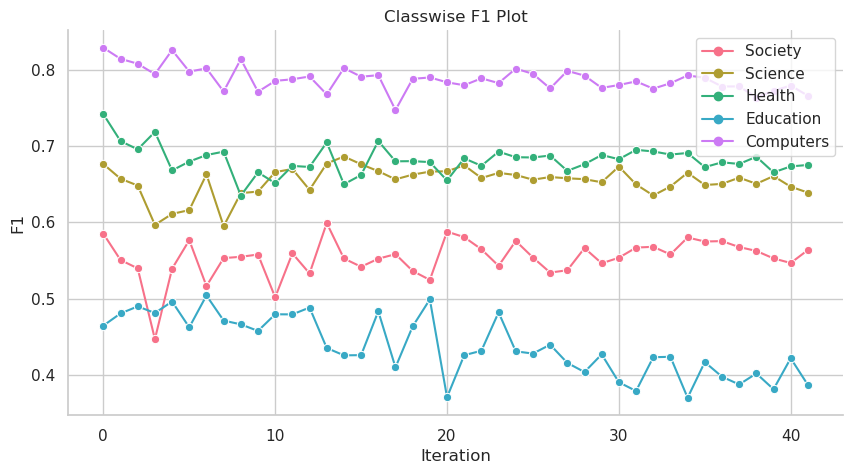 Classwise F1 Plot
F1
0.8
0.7
0.6
0.5
0.4
Society
Science
Health
Education
Computers
0
10
20
30
40
Iteration